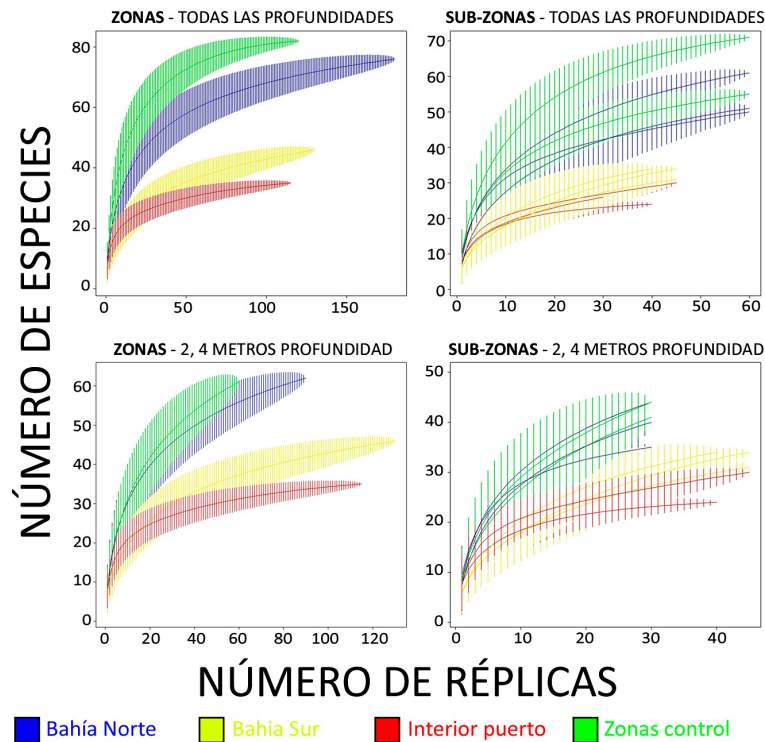 ZONAS - TODAS LAS PROFUNDIDADES
SUB-ZONAS - TODAS LAS PROFUNDIDADES
NÚMERO DE ESPECIES
80
60
40
20
0
0 50 100 150
70
60
50
40
30
20
10
0
0 10 20 30 40 50 60
ZONAS - 2, 4 METROS PROFUNDIDAD
SUB-ZONAS - 2, 4 METROS PROFUNDIDAD
60
50
40
30
20
10
0
0 20 40 60 80 100 120
50
40
30
20
10
0
0 10 20 30 40
NÚMERO DE RÉPLICAS
Bahía Norte
Bahia Sur
Interior puerto
Zonas control